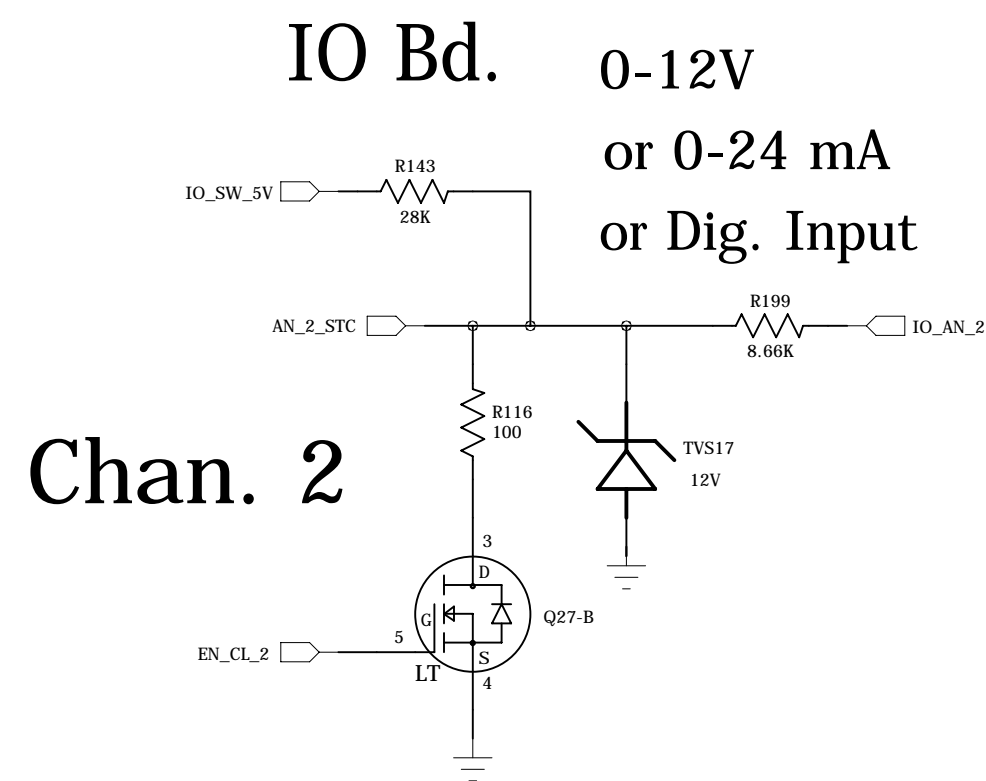 IO Bd.
0-12V
or 0-24 mA
or Dig. Input
R143
IO_SW_5V
28K
R199
AN_2_STC
IO_AN_2
8.66K
R116
100
Chan. 2
TVS17
12V
3
D
G
Q27-B
5
EN_CL_2
S
LT
4